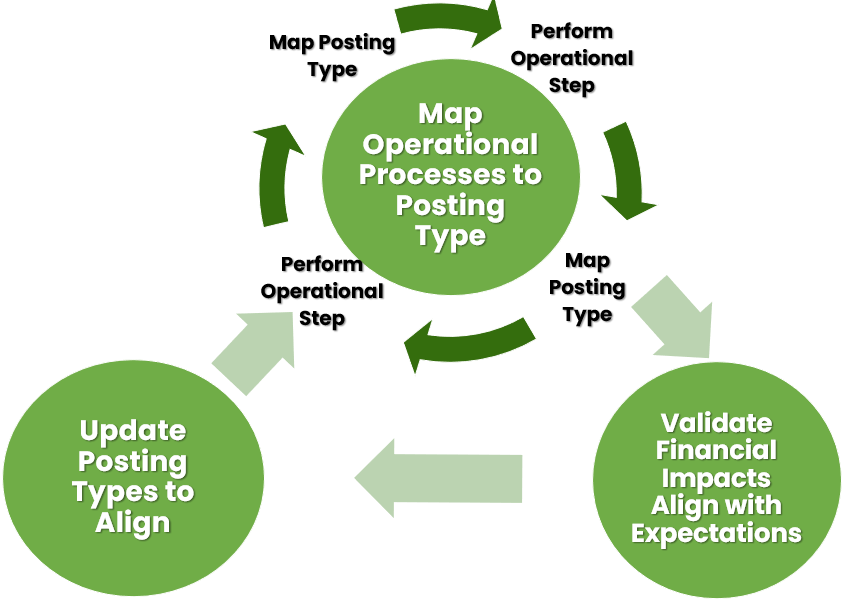 Map Posting
Type
Perform
Operational
Step
Map
Operational
Processes to
Posting
Type
Perform
Operational
Step
Map
Posting
Type
Update
Posting
Types to
Align
Validate
Financial
Impacts
Align with
Expectations